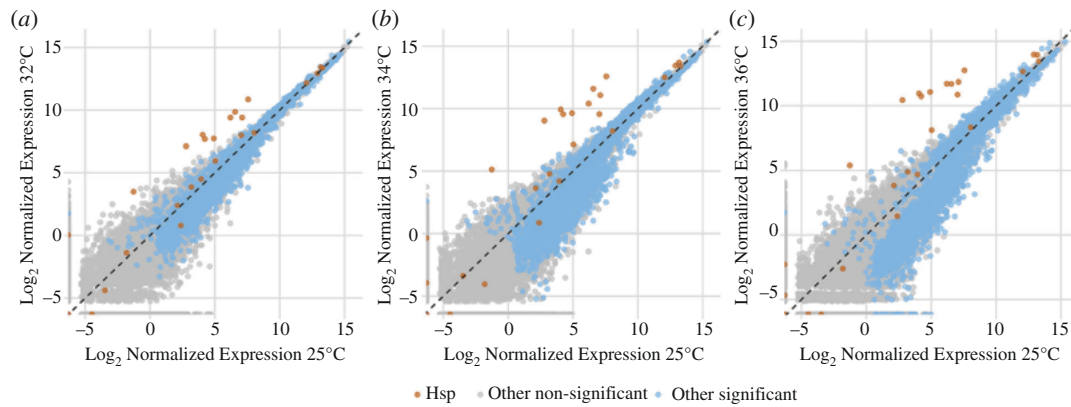 (a)
(b)
(c)
Log₂ Normalized Expression 32°C
15
10
5
0
−5
−5 0 5 10 15
Log₂ Normalized Expression 25°C
Log₂ Normalized Expression 34°C
15
10
5
0
−5
−5 0 5 10 15
Log₂ Normalized Expression 25°C
Log₂ Normalized Expression 36°C
15
10
5
0
−5
−5 0 5 10 15
Log₂ Normalized Expression 25°C
Hsp Other non-significant Other significant